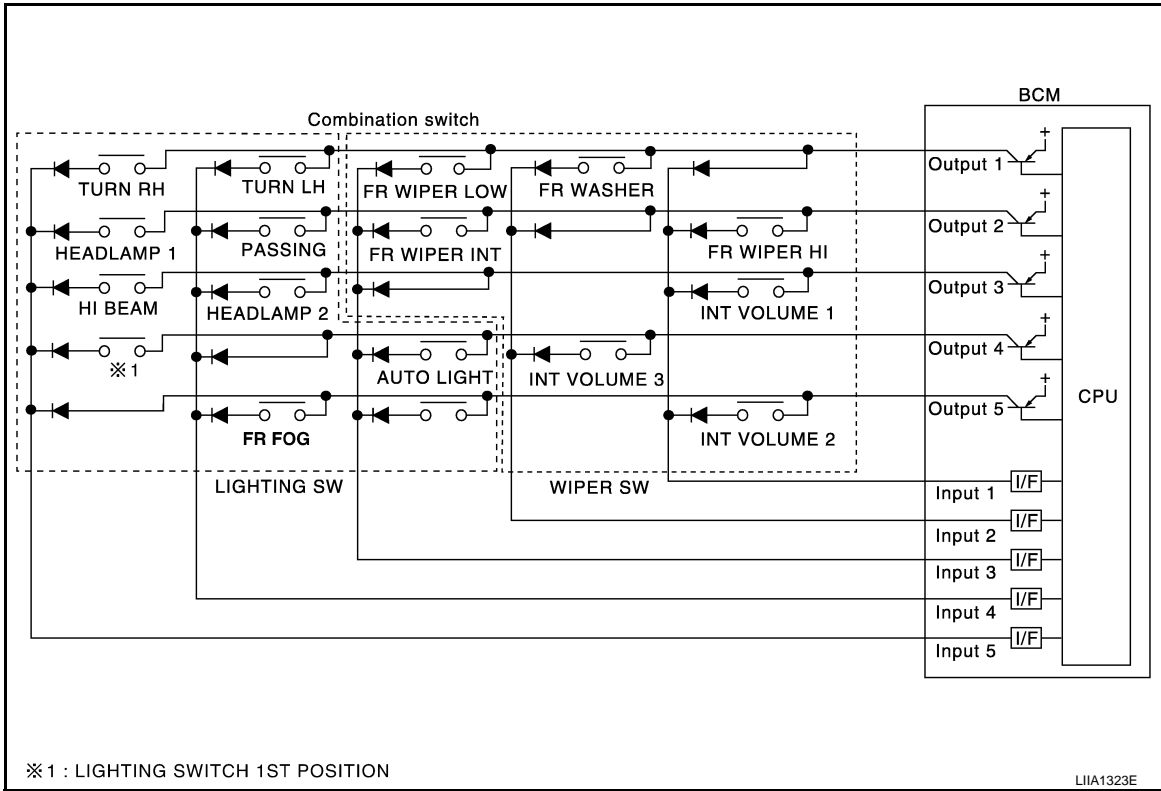 BCM
Combination switch
Output 1
TURN RH
TURN LH
FR WIPER LOW
FR WASHER
Output 2
HEADLAMP 1
PASSING
FR WIPER INT
FR WIPER HI
Output 3
HI BEAM
HEADLAMP 2
INT VOLUME 1
Output 4
※1
AUTO LIGHT
INT VOLUME 3
CPU
Output 5
FR FOG
INT VOLUME 2
LIGHTING SW
WIPER SW
Input 1
I/F
Input 2
I/F
Input 3
I/F
Input 4
I/F
Input 5
I/F
+
+
+
+
+
※1 : LIGHTING SWITCH 1ST POSITION
LIIA1323E